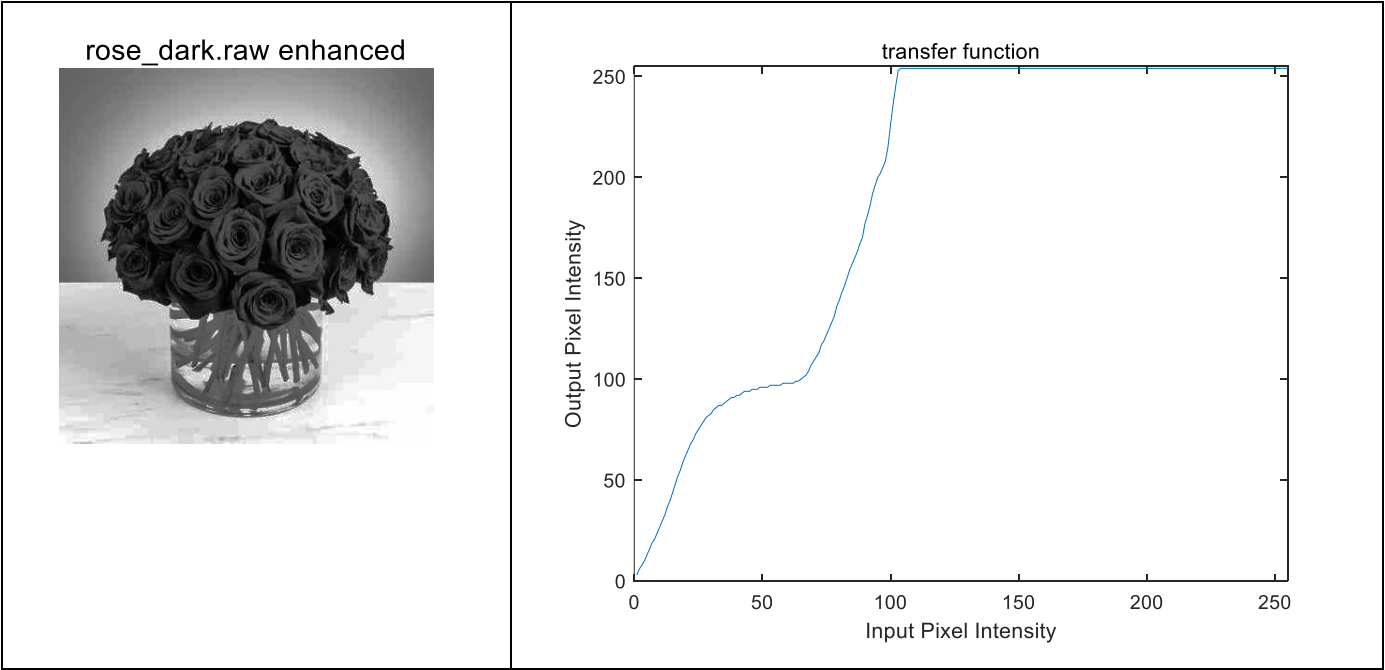 rose_dark.raw enhanced
transfer function
250
200
150
100
50
0
Output Pixel Intensity
0 50 100 150 200 250
Input Pixel Intensity